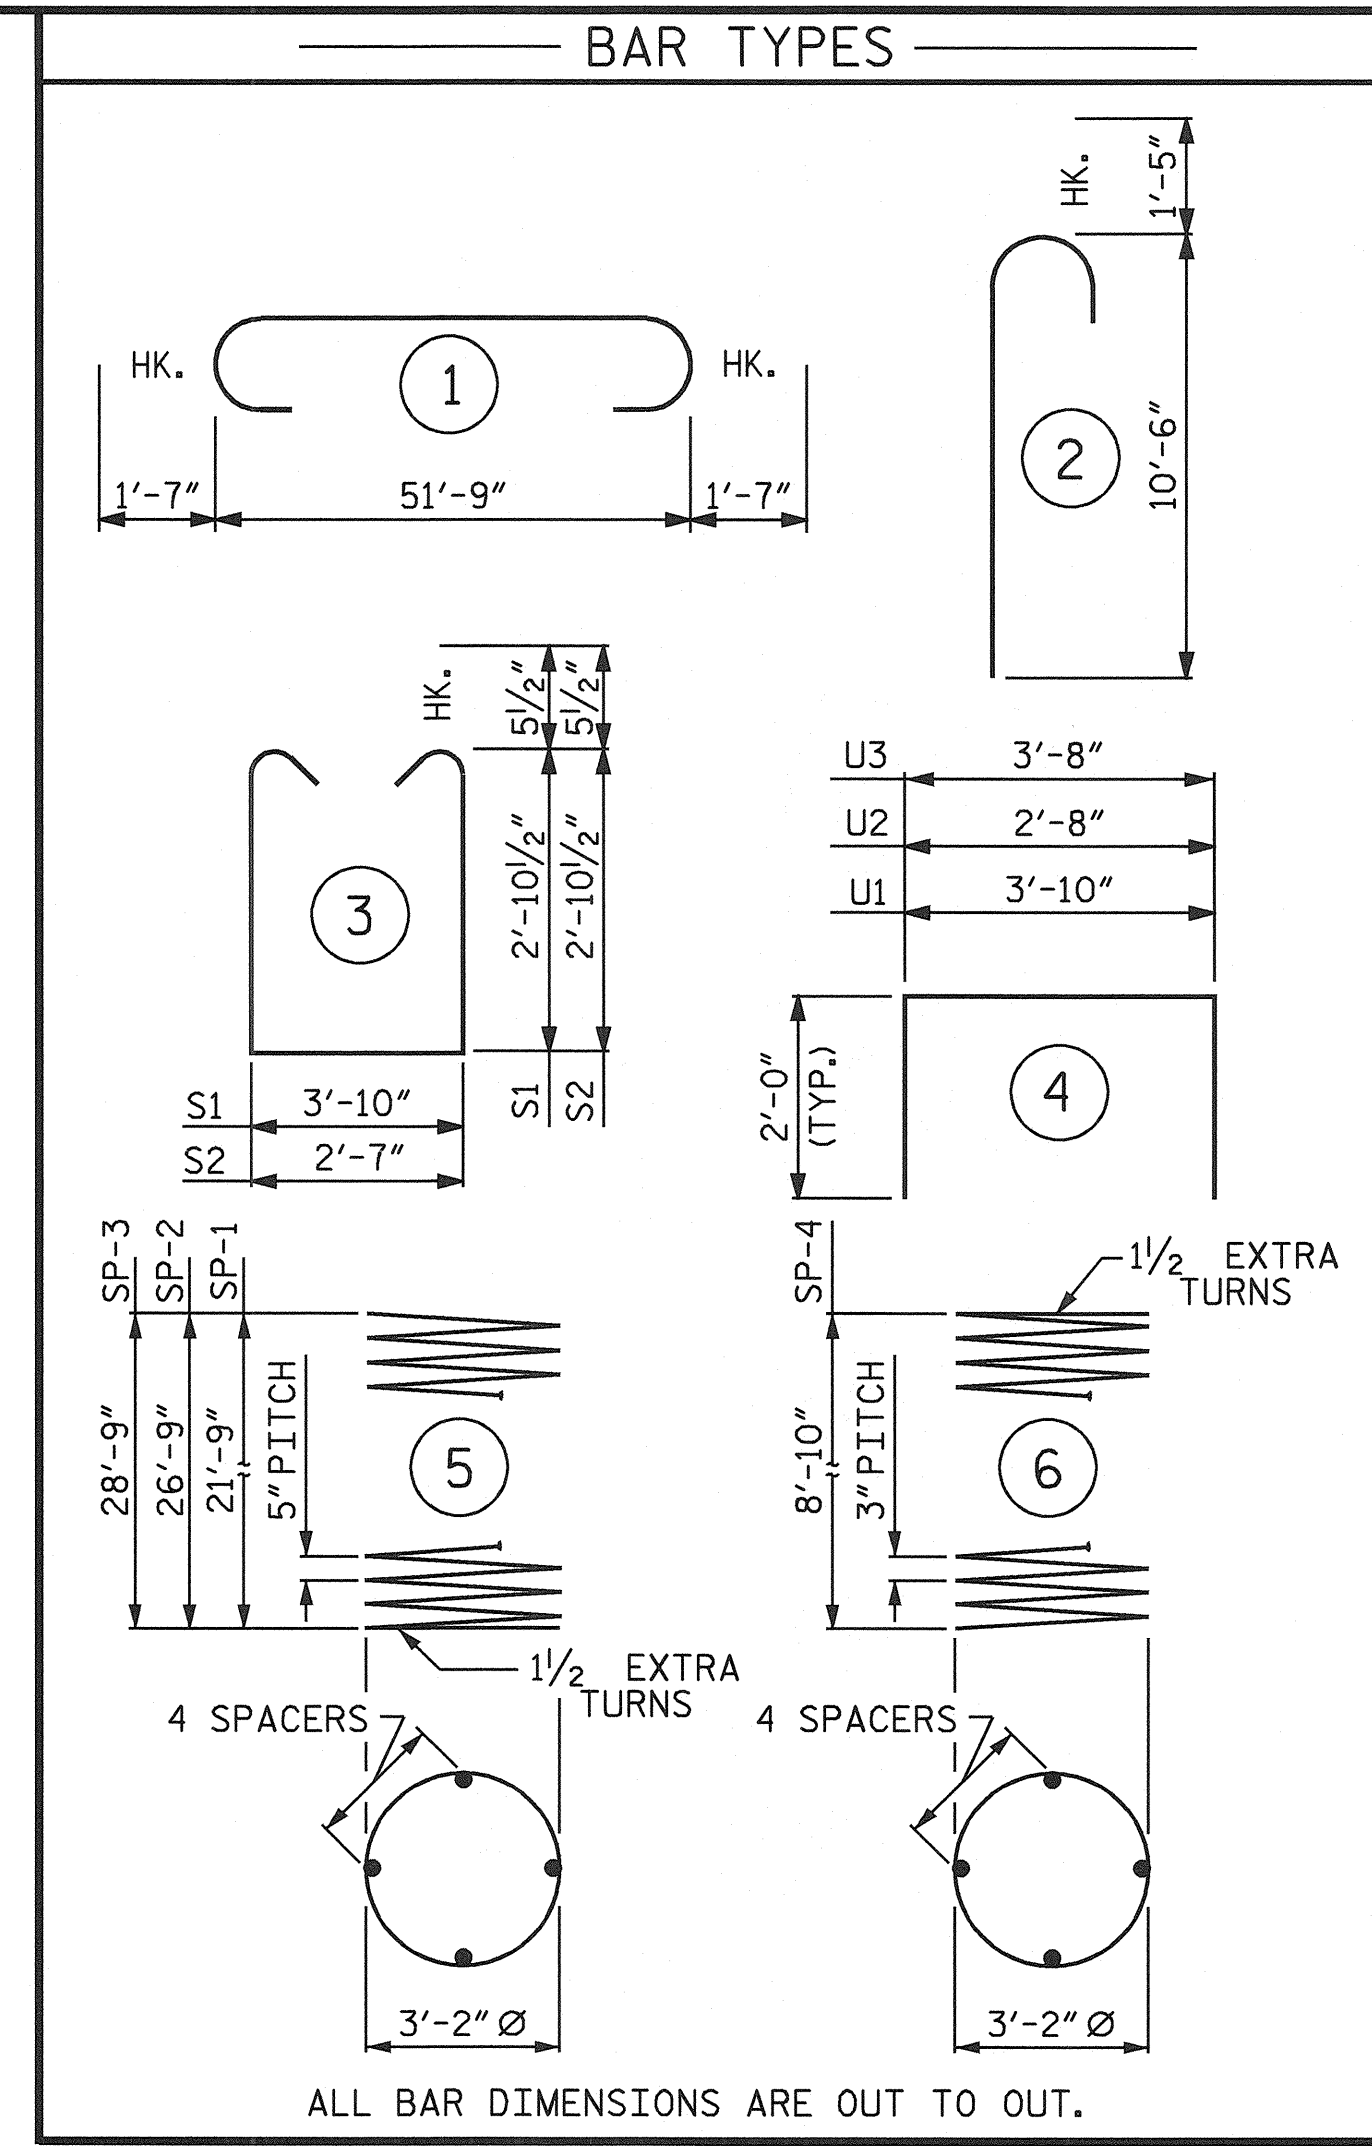 BAR TYPES
HK.
1'-5"
10'-6"
2
HK.
1
HK.
1'-7"
51'-9"
1'-7"
HK.
5½"
5½"
2'-10½"
2'-10½"
3
S1
S2
S1 3'-10"
S2 2'-7"
U3 3'-8"
U2 2'-8"
U1 3'-10"
2'-0"
(TYP.)
4
SP-3
SP-2
SP-1
28'-9"
26'-9"
21'-9"
5" PITCH
5
1½ EXTRA
TURNS
4 SPACERS
3'-2" Ø
SP-4
1½ EXTRA
TURNS
8'-10"
3" PITCH
6
4 SPACERS
3'-2" Ø
ALL BAR DIMENSIONS ARE OUT TO OUT.